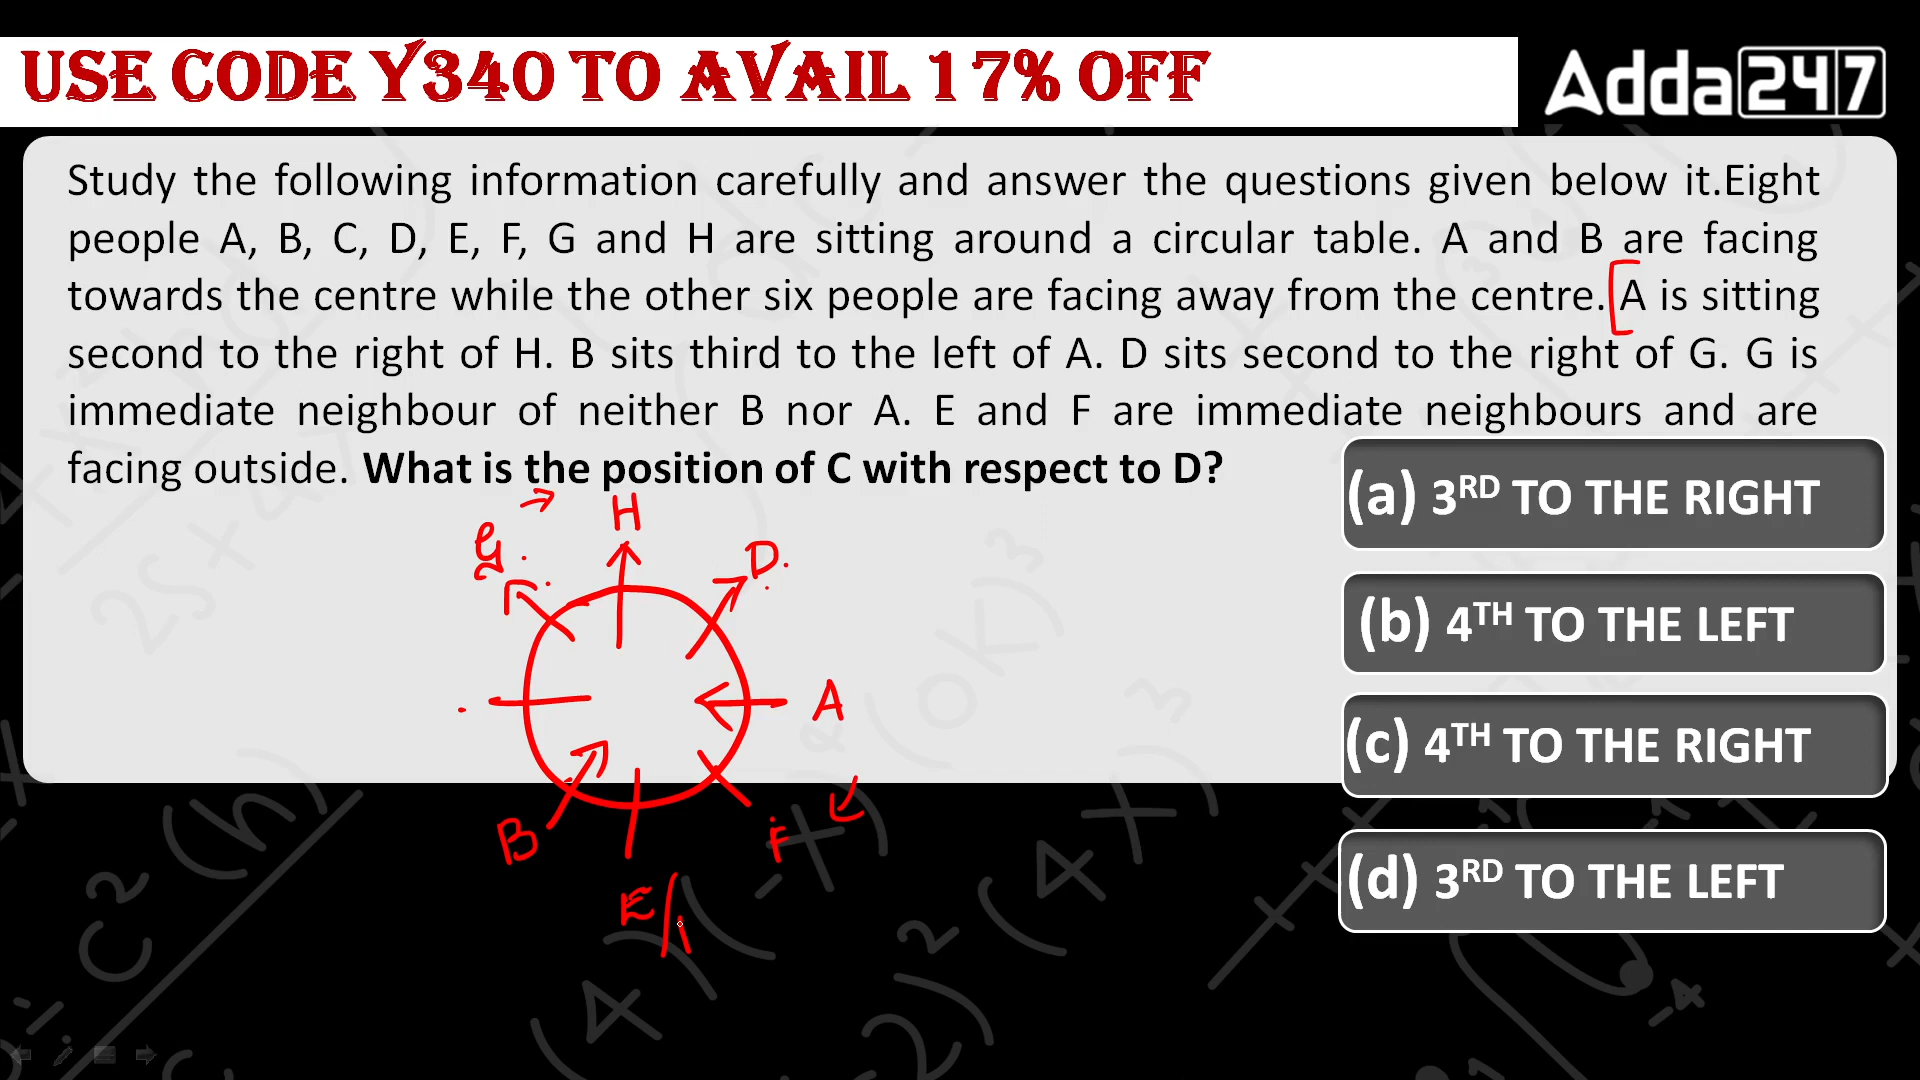 USE CODE Y340 TO AVAIL 17% OFF
Adda247
Study the following information carefully and answer the questions given below it.Eight
people A, B, C, D, E, F, G and H are sitting around a circular table. A and B are facing
towards the centre while the other six people are facing away from the centre. A is sitting
second to the right of H. B sits third to the left of A. D sits second to the right of G. G is
immediate neighbour of neither B nor A. E and F are immediate neighbours and are
facing outside. What is the position of C with respect to D?
(a) 3RD TO THE RIGHT
(b) 4TH TO THE LEFT
(c) 4TH TO THE RIGHT
(d) 3RD TO THE LEFT
H
G
D
A
B
F
E/